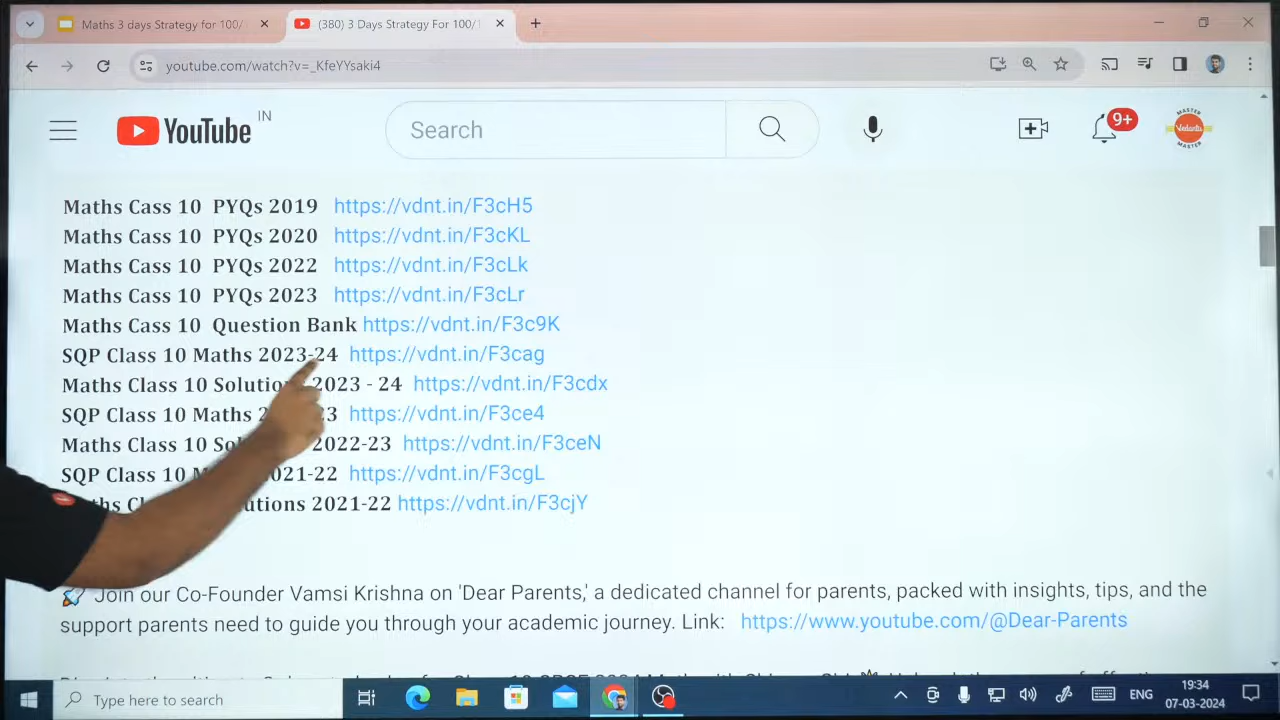 Maths 3 days Strategy for 100/
(380) 3 Days Strategy For 100/1
youtube.com/watch?v=_KfeYYsaki4
YouTube IN
Search
9+
MASTER
Vedantu
MASTER
Maths Cass 10 PYQs 2019 https://vdnt.in/F3cH5
Maths Cass 10 PYQs 2020 https://vdnt.in/F3cKL
Maths Cass 10 PYQs 2022 https://vdnt.in/F3cLk
Maths Cass 10 PYQs 2023 https://vdnt.in/F3cLr
Maths Cass 10 Question Bank https://vdnt.in/F3c9K
SQP Class 10 Maths 2023-24 https://vdnt.in/F3cag
Maths Class 10 Solutions 2023 - 24 https://vdnt.in/F3cdx
SQP Class 10 Maths 23 https://vdnt.in/F3ce4
Maths Class 10 2022-23 https://vdnt.in/F3ceN
SQP Class 10 2021-22 https://vdnt.in/F3cgL
2021-22 https://vdnt.in/F3cjY
Join our Co-Founder Vamsi Krishna on 'Dear Parents,' a dedicated channel for parents, packed with insights, tips, and the
support parents need to guide you through your academic journey. Link: https://www.youtube.com/@Dear-Parents
Type here to search
ENG
19:34
07-03-2024